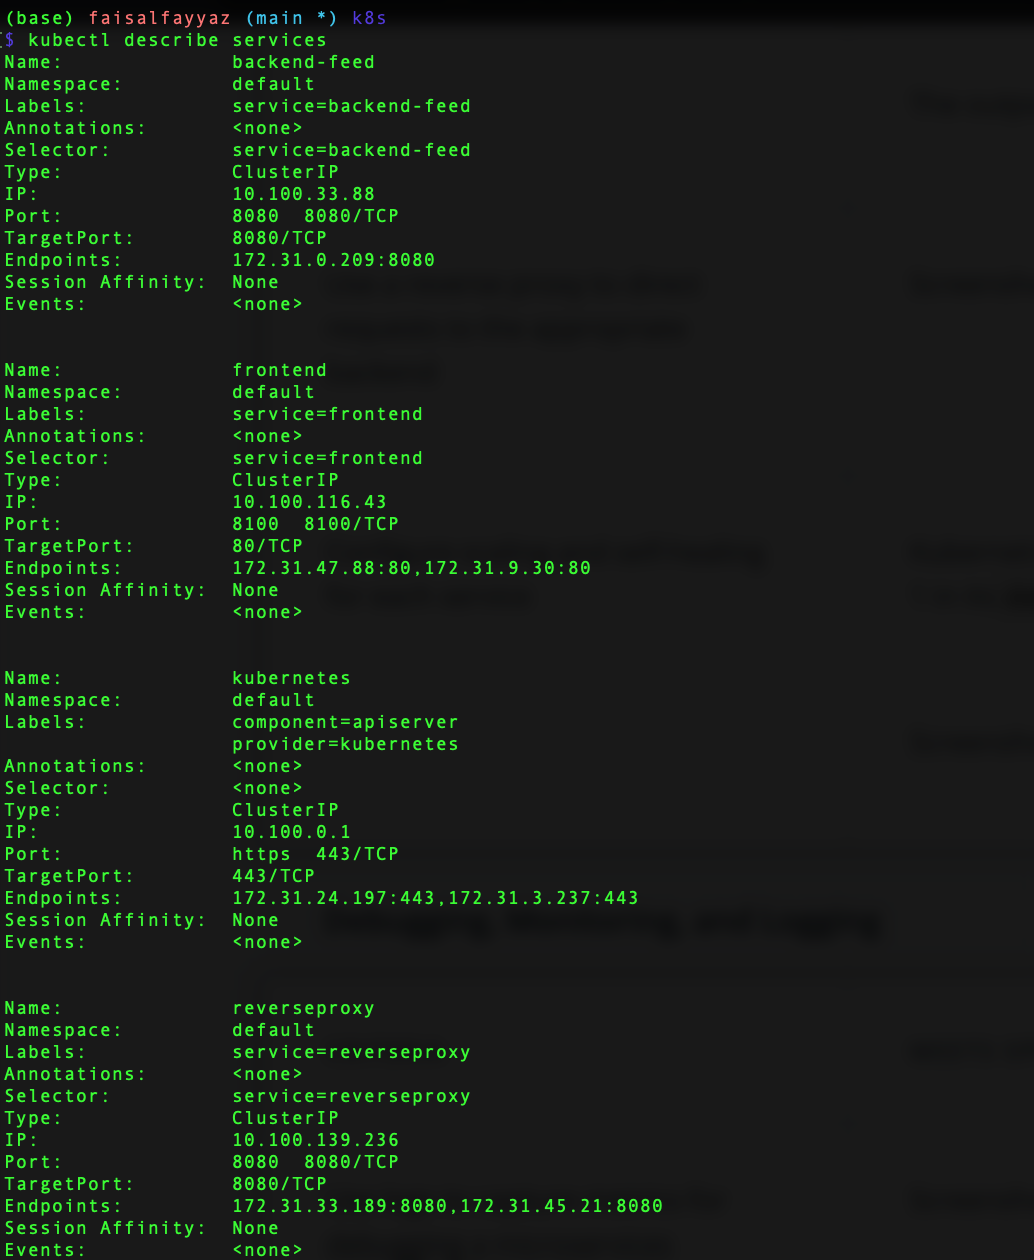 (base) faisalfayyaz (main *) k8s
$ kubectl describe services
Name:              backend-feed
Namespace:         default
Labels:            service=backend-feed
Annotations:       <none>
Selector:          service=backend-feed
Type:              ClusterIP
IP:                10.100.33.88
Port:              8080  8080/TCP
TargetPort:        8080/TCP
Endpoints:         172.31.0.209:8080
Session Affinity:  None
Events:            <none>
Name:              frontend
Namespace:         default
Labels:            service=frontend
Annotations:       <none>
Selector:          service=frontend
Type:              ClusterIP
IP:                10.100.116.43
Port:              8100  8100/TCP
TargetPort:        80/TCP
Endpoints:         172.31.47.88:80,172.31.9.30:80
Session Affinity:  None
Events:            <none>
Name:              kubernetes
Namespace:         default
Labels:            component=apiserver
                   provider=kubernetes
Annotations:       <none>
Selector:          <none>
Type:              ClusterIP
IP:                10.100.0.1
Port:              https  443/TCP
TargetPort:        443/TCP
Endpoints:         172.31.24.197:443,172.31.3.237:443
Session Affinity:  None
Events:            <none>
Name:              reverseproxy
Namespace:         default
Labels:            service=reverseproxy
Annotations:       <none>
Selector:          service=reverseproxy
Type:              ClusterIP
IP:                10.100.139.236
Port:              8080  8080/TCP
TargetPort:        8080/TCP
Endpoints:         172.31.33.189:8080,172.31.45.21:8080
Session Affinity:  None
Events:            <none>